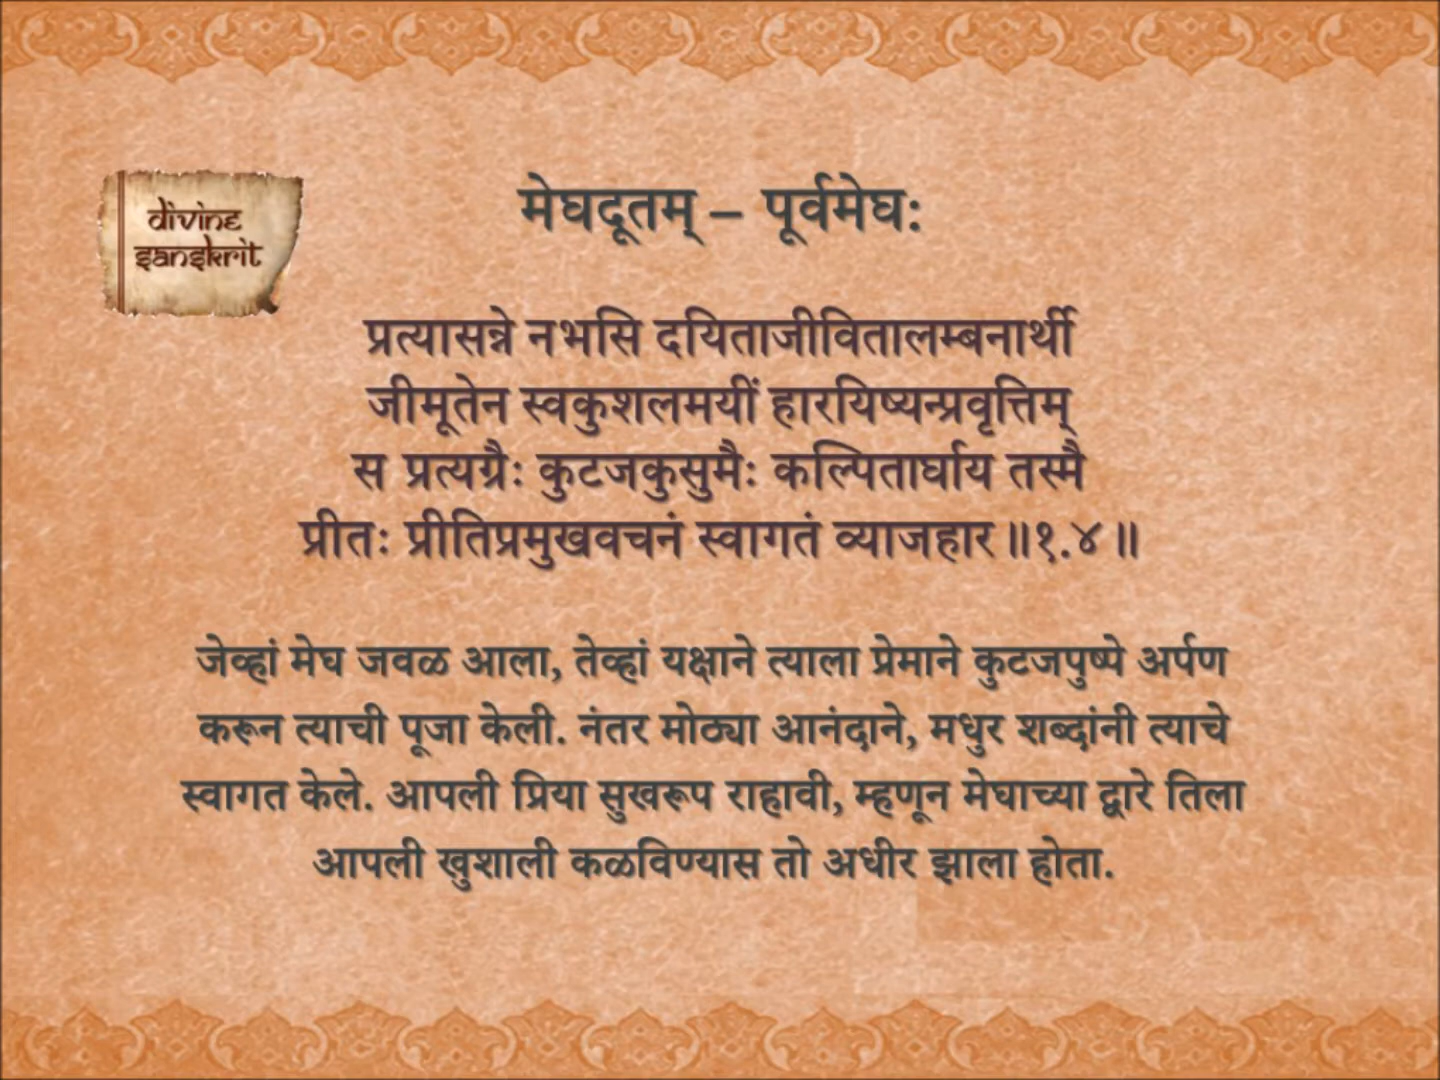 divine
sanskrit
मेघदूतम् – पूर्वमेघः
प्रत्यासन्ने नभसि दयिताजीवितालम्बनार्थी
जीमूतेन स्वकुशलमयीं हारयिष्यन्प्रवृत्तिम्
स प्रत्यग्रैः कुटजकुसुमैः कल्पितार्घाय तस्मै
प्रीतः प्रीतिप्रमुखवचनं स्वागतं व्याजहार॥१.४॥
जेव्हां मेघ जवळ आला, तेव्हां यक्षाने त्याला प्रेमाने कुटजपुष्पे अर्पण
करून त्याची पूजा केली. नंतर मोठ्या आनंदाने, मधुर शब्दांनी त्याचे
स्वागत केले. आपली प्रिया सुखरूप राहावी, म्हणून मेघाच्या द्वारे तिला
आपली खुशाली कळविण्यास तो अधीर झाला होता.